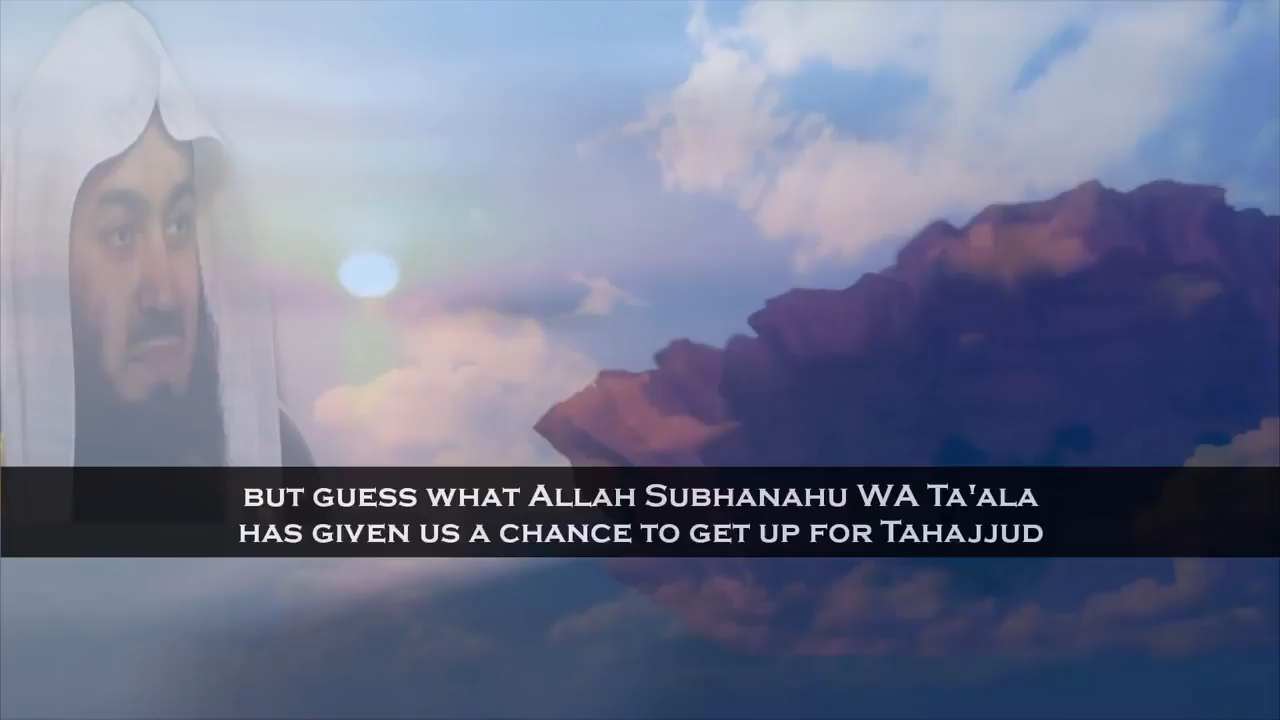 BUT GUESS WHAT ALLAH SUBHANAHU WA TA'ALA
HAS GIVEN US A CHANCE TO GET UP FOR TAHAJJUD